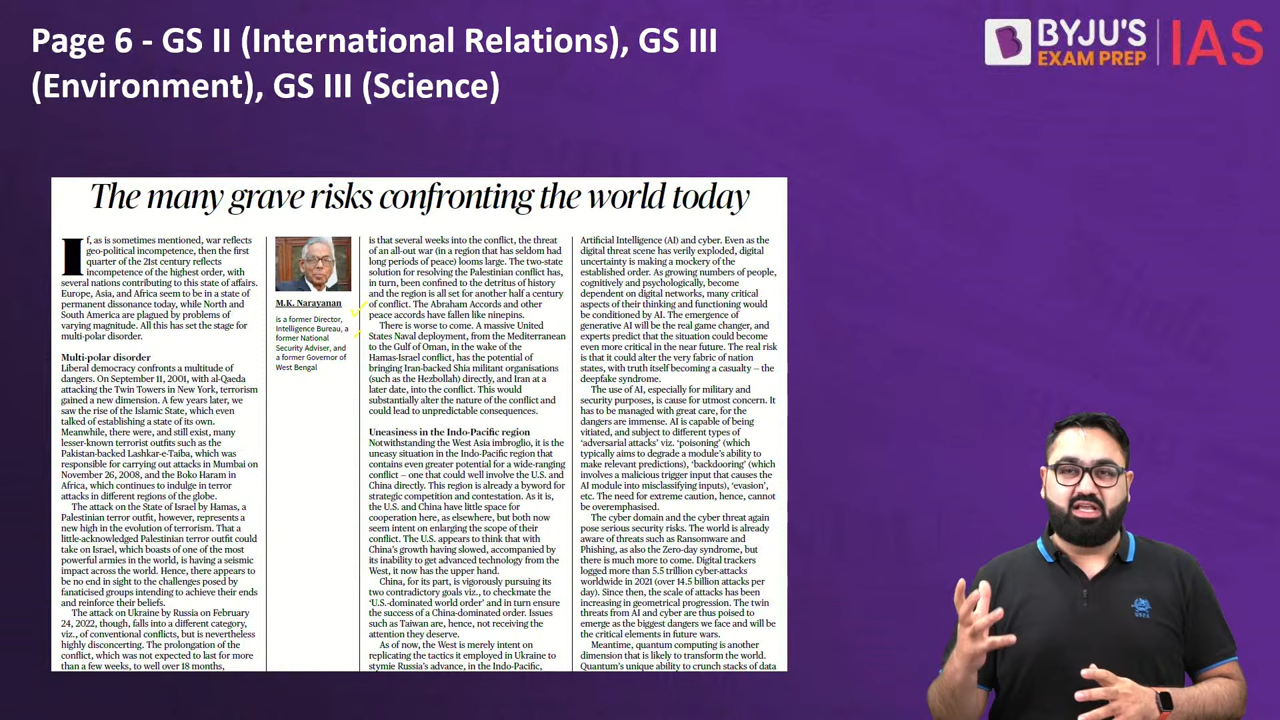 Page 6 - GS II (International Relations), GS III
(Environment), GS III (Science)
BYJU'S
EXAM PREP
IAS
The many grave risks confronting the world today
If, as is sometimes mentioned, war reflects
geo-political incompetence, then the first
quarter of the 21st century reflects
incompetence of the highest order, with
several nations contributing to this state of affairs.
Europe, Asia, and Africa seem to be in a state of
permanent dissonance today, while North and
South America are plagued by problems of
varying magnitude. All this has set the stage for
multi-polar disorder.
Multi-polar disorder
Liberal democracy confronts a multitude of
dangers. On September 11, 2001, with al-Qaeda
attacking the Twin Towers in New York, terrorism
gained a new dimension. A few years later, we
saw the rise of the Islamic State, which even
talked of establishing a state of its own.
Meanwhile, there were, and still exist, many
lesser-known terrorist outfits such as the
Pakistan-backed Lashkar-e-Taiba, which was
responsible for carrying out attacks in Mumbai on
November 26, 2008, and the Boko Haram in
Africa, which continues to indulge in terror
attacks in different regions of the globe.
The attack on the State of Israel by Hamas, a
Palestinian terror outfit, however, represents a
new high in the evolution of terrorism. That a
little-acknowledged Palestinian terror outfit could
take on Israel, which boasts of one of the most
powerful armies in the world, is having a seismic
impact across the world. Hence, there appears to
be no end in sight to the challenges posed by
fanaticised groups intending to achieve their ends
and reinforce their beliefs.
The attack on Ukraine by Russia on February
24, 2022, though, falls into a different category,
viz., of conventional conflicts, but is nevertheless
highly disconcerting. The prolongation of the
conflict, which was not expected to last for more
than a few weeks, to well over 18 months,
M.K. Narayanan
is a former Director,
Intelligence Bureau, a
former National
Security Adviser, and
a former Governor of
West Bengal
is that several weeks into the conflict, the threat
of an all-out war (in a region that has seldom had
long periods of peace) looms large. The two-state
solution for resolving the Palestinian conflict has,
in turn, been confined to the detritus of history
and the region is all set for another half a century
of conflict. The Abraham Accords and other
peace accords have fallen like ninepins.
There is worse to come. A massive United
States Naval deployment, from the Mediterranean
to the Gulf of Oman, in the wake of the
Hamas-Israel conflict, has the potential of
bringing Iran-backed Shia militant organisations
(such as the Hezbollah) directly, and Iran at a
later date, into the conflict. This would
substantially alter the nature of the conflict and
could lead to unpredictable consequences.
Uneasiness in the Indo-Pacific region
Notwithstanding the West Asia imbroglio, it is the
uneasy situation in the Indo-Pacific region that
contains even greater potential for a wide-ranging
conflict – one that could well involve the U.S. and
China directly. This region is already a byword for
strategic competition and contestation. As it is,
the U.S. and China have little space for
cooperation here, as elsewhere, but both now
seem intent on enlarging the scope of their
conflict. The U.S. appears to think that with
China's growth having slowed, accompanied by
its inability to get advanced technology from the
West, it now has the upper hand.
China, for its part, is vigorously pursuing its
two contradictory goals viz., to checkmate the
'U.S.-dominated world order' and in turn ensure
the success of a China-dominated order. Issues
such as Taiwan are, hence, not receiving the
attention they deserve.
As of now, the West is merely intent on
replicating the tactics it employed in Ukraine to
stymie Russia's advance, in the Indo-Pacific,
Artificial Intelligence (AI) and cyber. Even as the
digital threat scene has verily exploded, digital
uncertainty is making a mockery of the
established order. As growing numbers of people,
cognitively and psychologically, become
dependent on digital networks, many critical
aspects of their thinking and functioning would
be conditioned by AI. The emergence of
generative AI will be the real game changer, and
experts predict that the situation could become
even more critical in the near future. The real risk
is that it could alter the very fabric of nation
states, with truth itself becoming a casualty – the
deepfake syndrome.
The use of AI, especially for military and
security purposes, is cause for utmost concern. It
has to be managed with great care, for the
dangers are immense. AI is capable of being
vitiated, and subject to different types of
'adversarial attacks' viz. 'poisoning' (which
typically aims to degrade a module's ability to
make relevant predictions), 'backdooring' (which
involves a malicious trigger input that causes the
AI module into misclassifying inputs), 'evasion',
etc. The need for extreme caution, hence, cannot
be overemphasised.
The cyber domain and the cyber threat again
pose serious security risks. The world is already
aware of threats such as Ransomware and
Phishing, as also the Zero-day syndrome, but
there is much more to come. Digital trackers
logged more than 5.5 trillion cyber-attacks
worldwide in 2021 (over 14.5 billion attacks per
day). Since then, the scale of attacks has been
increasing in geometrical progression. The twin
threats from AI and cyber are thus poised to
emerge as the biggest dangers we face and will be
the critical elements in future wars.
Meantime, quantum computing is another
dimension that is likely to transform the world.
Quantum's unique ability to crunch stacks of data